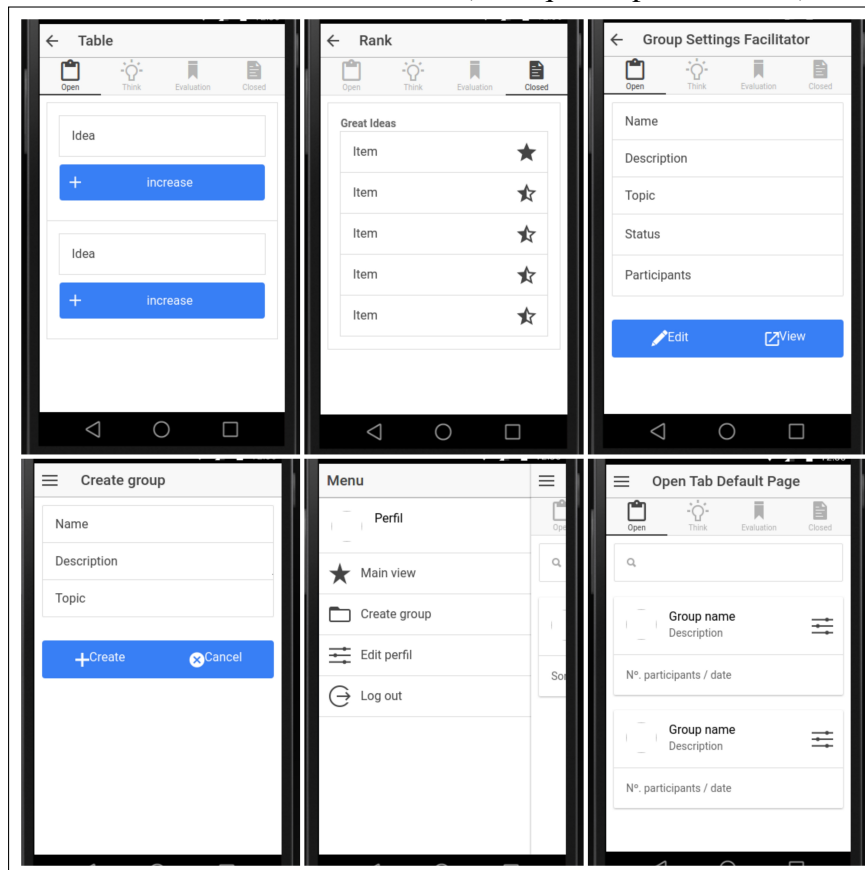 Table
Open Think Evaluation Closed
Idea
increase
Idea
increase
Rank
Open Think Evaluation Closed
Great Ideas
Item
Item
Item
Item
Item
Group Settings Facilitator
Open Think Evaluation Closed
Name
Description
Topic
Status
Participants
Edit View
Create group
Name
Description
Topic
Create Cancel
Menu
Perfil
Main view
Create group
Edit perfil
Log out
Open Tab Default Page
Open Think Evaluation Closed
Group name
Description
Nº. participants / date
Group name
Description
Nº. participants / date